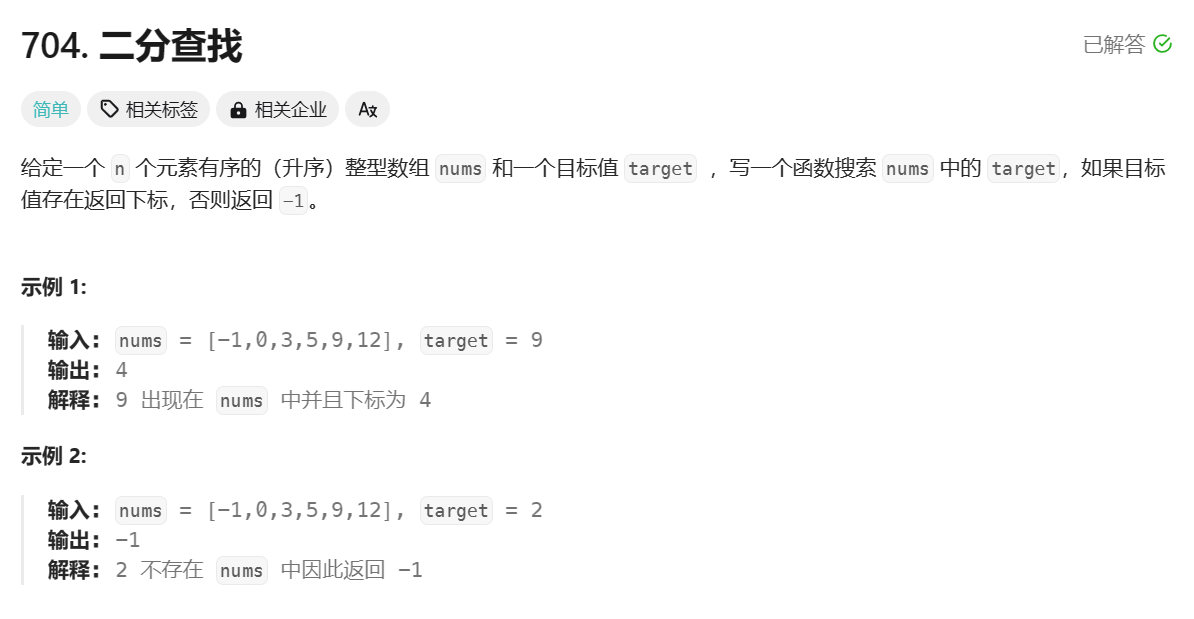 704. 二分查找
已解答
简单 相关标签 相关企业 Aあ
给定一个 n 个元素有序的（升序）整型数组 nums 和一个目标值 target ，写一个函数搜索 nums 中的 target，如果目标
值存在返回下标，否则返回 -1。
示例 1:
输入: nums = [-1,0,3,5,9,12], target = 9
输出: 4
解释: 9 出现在 nums 中并且下标为 4
示例 2:
输入: nums = [-1,0,3,5,9,12], target = 2
输出: -1
解释: 2 不存在 nums 中因此返回 -1